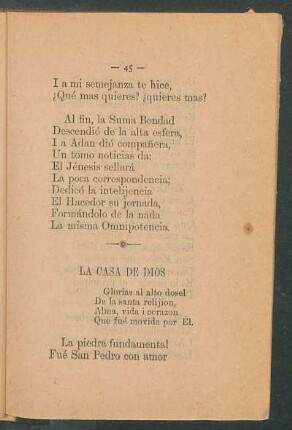 — 45 —
I a mi semejanza te hice,
¿Qué mas quieres? ¿quieres mas?
Al fin, la Suma Bondad
Descendió de la alta esfera,
I a Adan dió compañera,
Un tomo noticias da:
El Jénesis sellará
La poca correspondencia;
Dedicó la intelijencia
El Hacedor su jornada,
Formándolo de la nada
La misma Omnipotencia.
LA CASA DE DIOS
Glorias al alto dosel
De la santa relijion,
Alma, vida i corazon
Que fué movida por Él.
La piedra fundamental
Fué San Pedro con amor